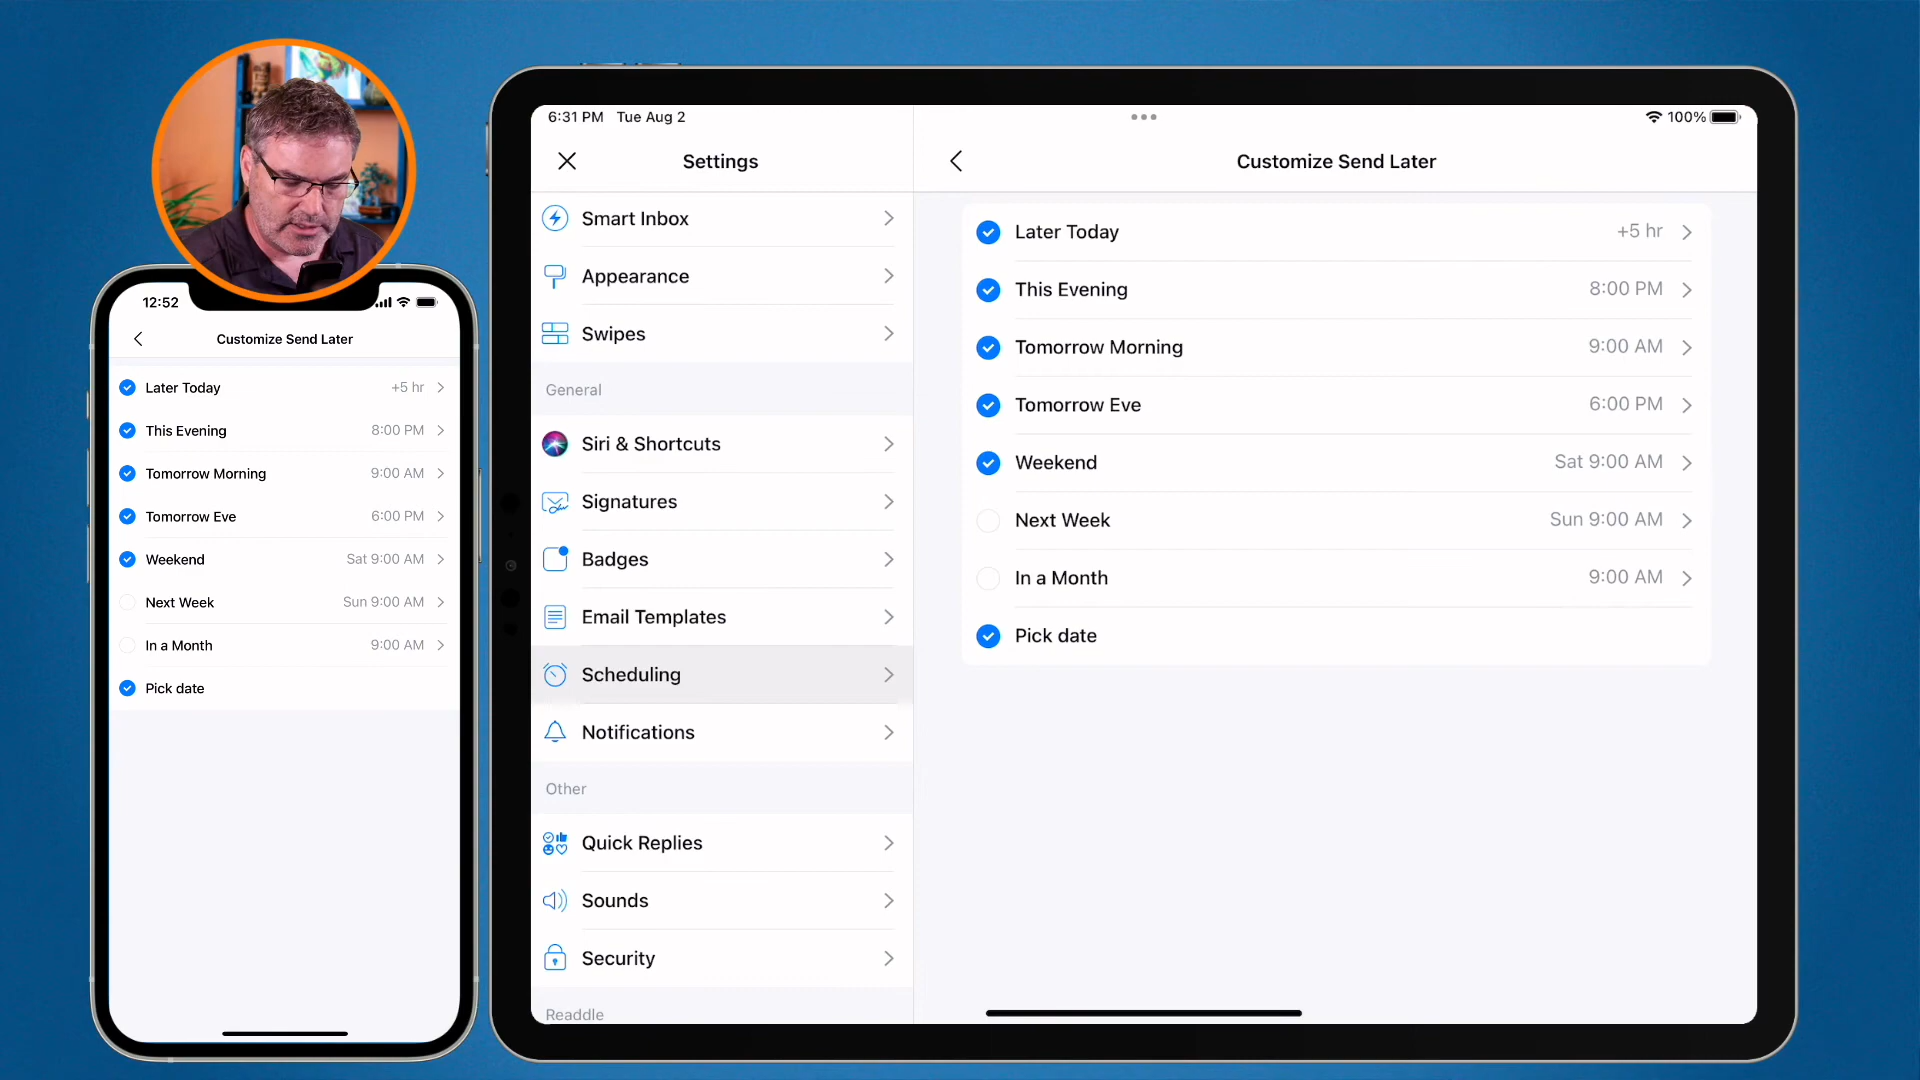 12:52
Customize Send Later
Later Today +5 hr
This Evening 8:00 PM
Tomorrow Morning 9:00 AM
Tomorrow Eve 6:00 PM
Weekend Sat 9:00 AM
Next Week Sun 9:00 AM
In a Month 9:00 AM
Pick date
6:31 PM Tue Aug 2
100%
Settings
Smart Inbox
Appearance
Swipes
General
Siri & Shortcuts
Signatures
Badges
Email Templates
Scheduling
Notifications
Other
Quick Replies
Sounds
Security
Readdle
Customize Send Later
Later Today +5 hr
This Evening 8:00 PM
Tomorrow Morning 9:00 AM
Tomorrow Eve 6:00 PM
Weekend Sat 9:00 AM
Next Week Sun 9:00 AM
In a Month 9:00 AM
Pick date